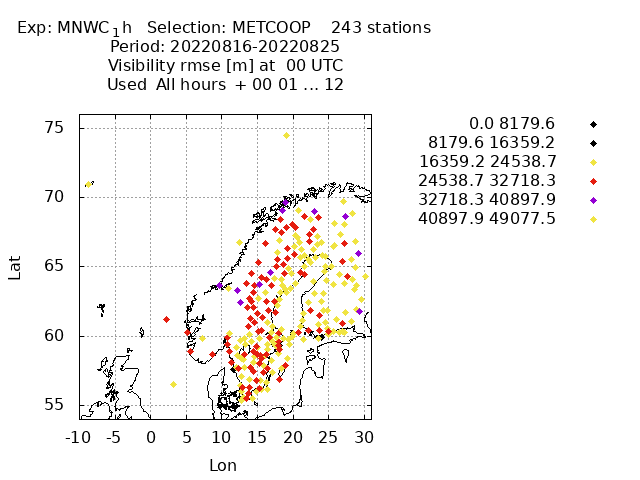 Exp: MNWC_1h   Selection: METCOOP    243 stations
Period: 20220816-20220825
Visibility rmse [m] at  00 UTC
Used  All hours  + 00 01 ... 12
0.0 8179.6
8179.6 16359.2
16359.2 24538.7
24538.7 32718.3
32718.3 40897.9
40897.9 49077.5
75
70
65
60
55
Lat
-10 -5 0 5 10 15 20 25 30
Lon